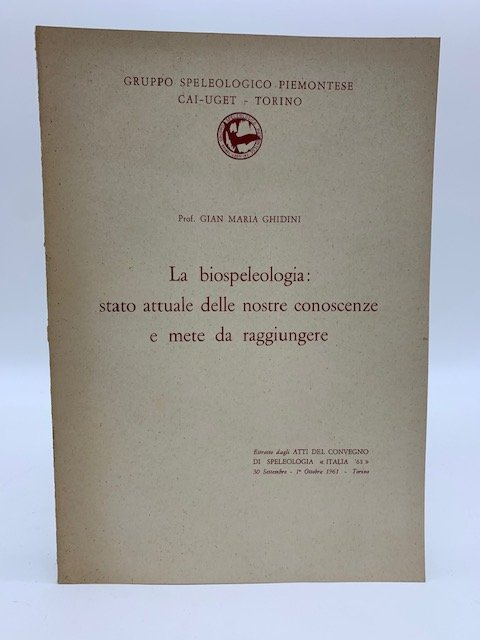 GRUPPO SPELEOLOGICO PIEMONTESE
CAI-UGET - TORINO
Prof. GIAN MARIA GHIDINI
La biospeleologia:
stato attuale delle nostre conoscenze
e mete da raggiungere
Estratto dagli ATTI DEL CONVEGNO
DI SPELEOLOGIA « ITALIA '61 »
30 Settembre - 1° Ottobre 1961 - Torino